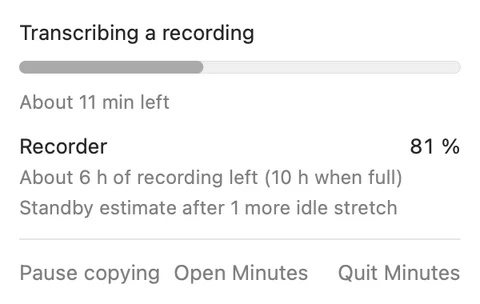 Transcribing a recording
About 11 min left
Recorder 81 %
About 6 h of recording left (10 h when full)
Standby estimate after 1 more idle stretch
Pause copying Open Minutes Quit Minutes